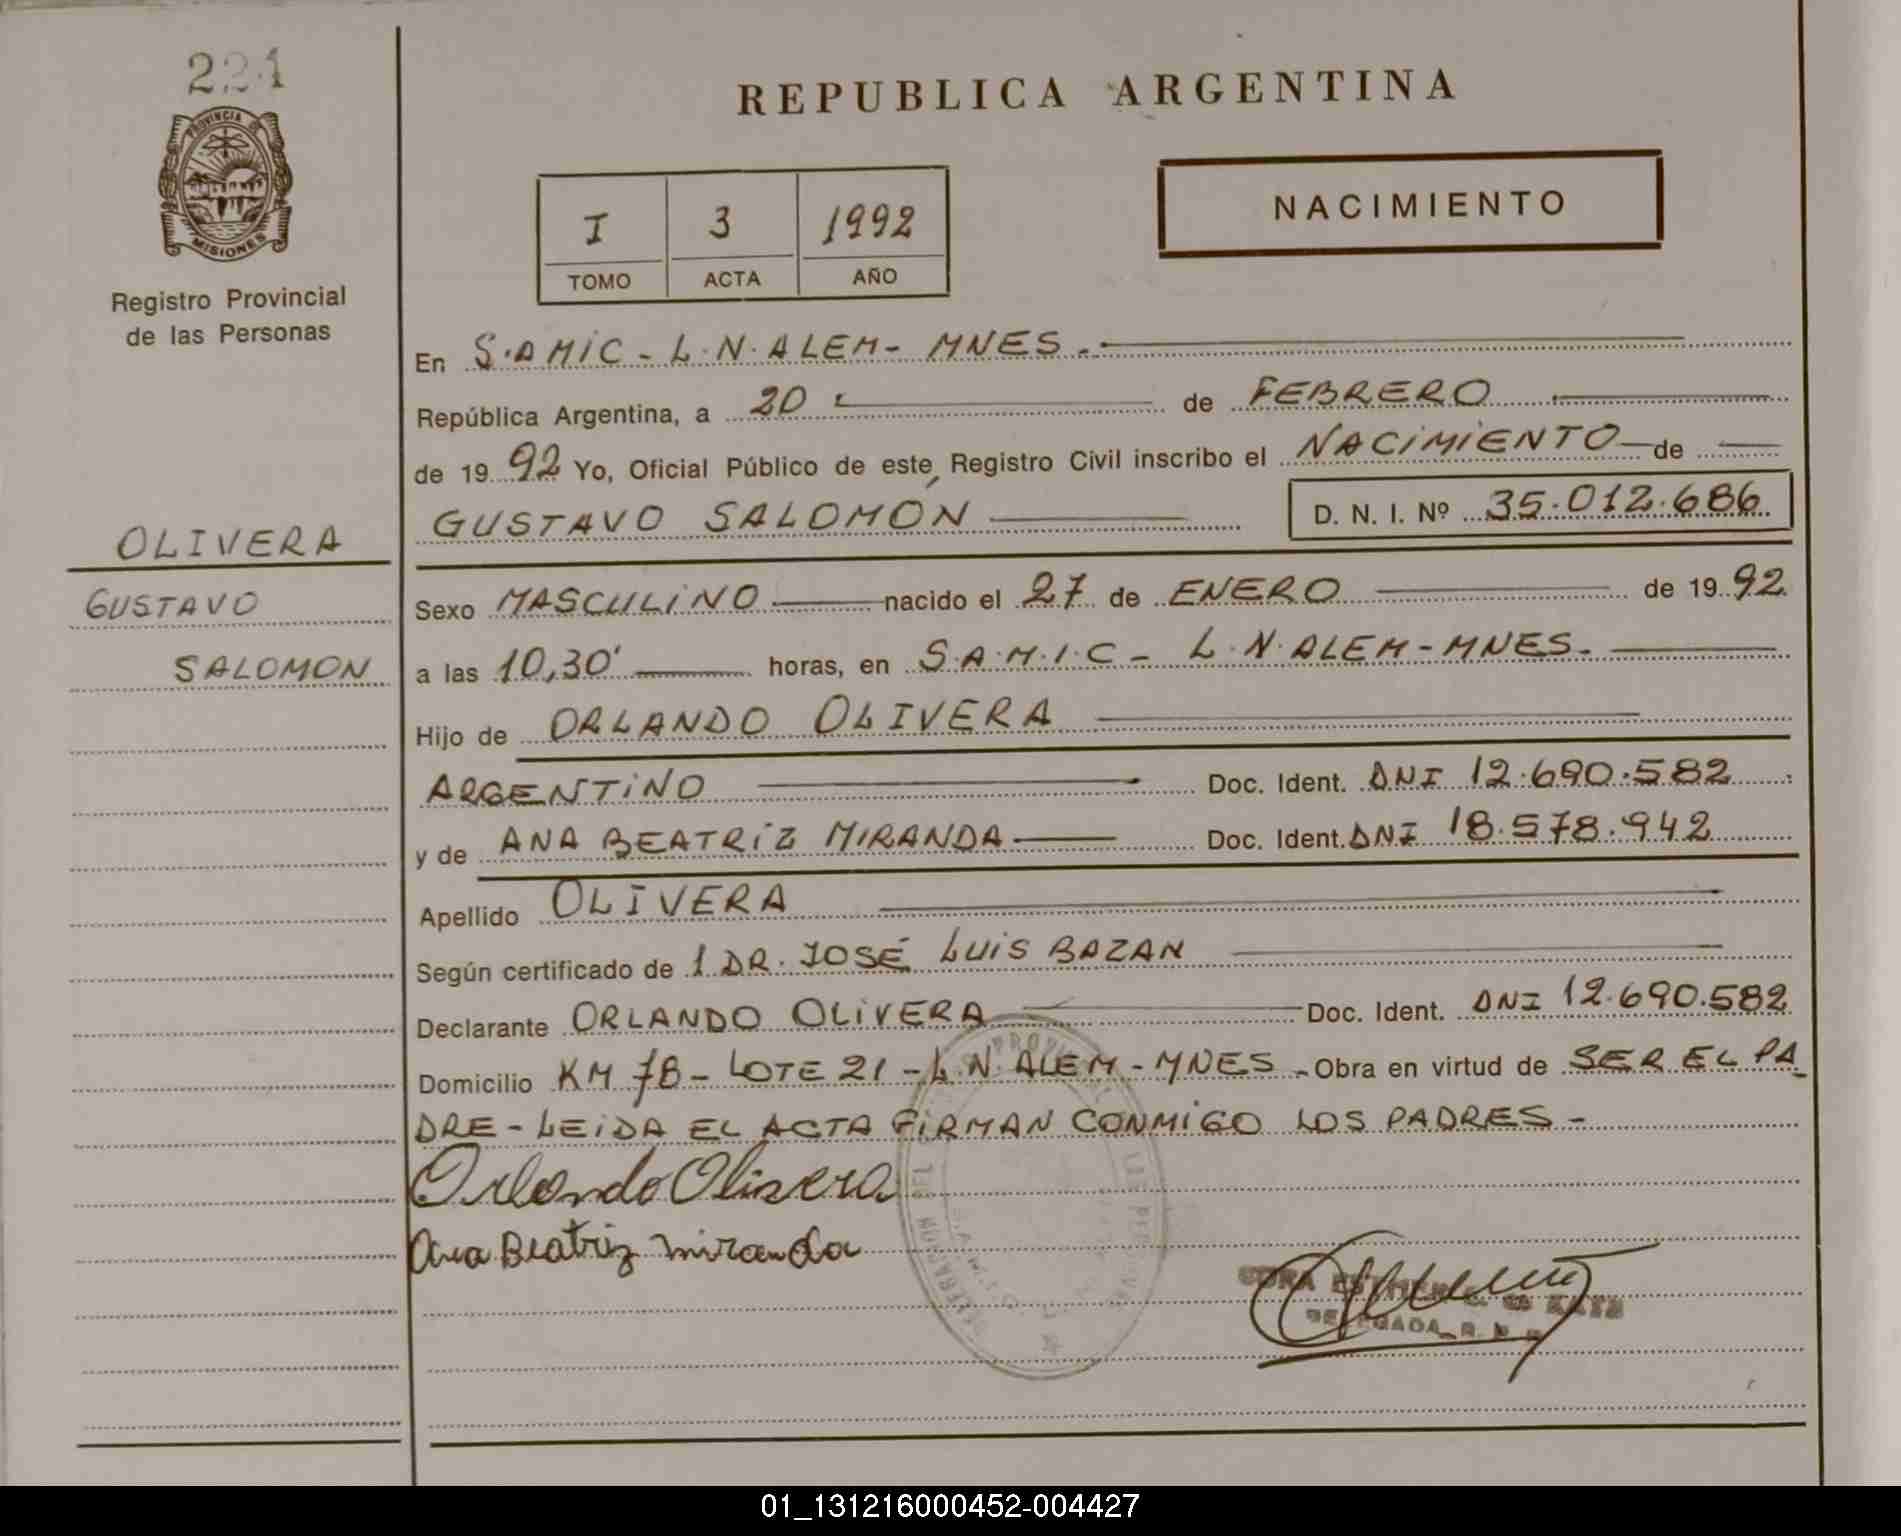 221
PROVINCIA DE
MISIONES
Registro Provincial
de las Personas
OLIVERA
GUSTAVO
SALOMON
REPUBLICA ARGENTINA
I 3 1992
TOMO ACTA AÑO
NACIMIENTO
En S.AMIC - L.N.ALEM - MNES.-
República Argentina, a 20 de FEBRERO
de 1992 Yo, Oficial Público de este Registro Civil inscribo el NACIMIENTO de
GUSTAVO SALOMÓN D. N. I. Nº 35.012.686
Sexo MASCULINO nacido el 27 de ENERO de 1992
a las 10,30' horas, en S.A.M.I.C - L.N.ALEM - MNES.
Hijo de ORLANDO OLIVERA
ARGENTINO Doc. Ident. DNI 12.690.582
y de ANA BEATRIZ MIRANDA Doc. Ident. DNI 18.578.942
Apellido OLIVERA
Según certificado de 1 DR. JOSÉ LUIS BAZAN
Declarante ORLANDO OLIVERA Doc. Ident. DNI 12.690.582
Domicilio KM 78 - LOTE 21 - L.N.ALEM - MNES - Obra en virtud de SER EL PA_
DRE - LEIDA EL ACTA FIRMAN CONMIGO LOS PADRES -
Orlando Olivera
Ana Beatriz Miranda
DELEGADA R. P. P.
01_131216000452-004427